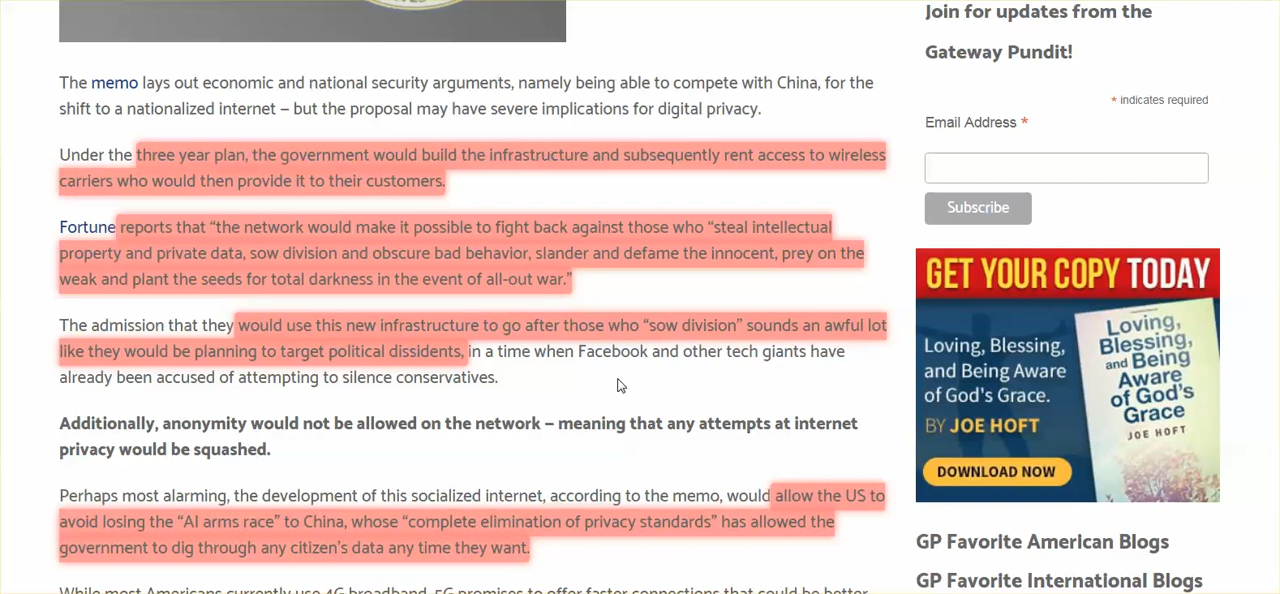 The memo lays out economic and national security arguments, namely being able to compete with China, for the
shift to a nationalized internet – but the proposal may have severe implications for digital privacy.
Under the three year plan, the government would build the infrastructure and subsequently rent access to wireless
carriers who would then provide it to their customers.
Fortune reports that “the network would make it possible to fight back against those who “steal intellectual
property and private data, sow division and obscure bad behavior, slander and defame the innocent, prey on the
weak and plant the seeds for total darkness in the event of all-out war.”
The admission that they would use this new infrastructure to go after those who “sow division” sounds an awful lot
like they would be planning to target political dissidents, in a time when Facebook and other tech giants have
already been accused of attempting to silence conservatives.
Additionally, anonymity would not be allowed on the network – meaning that any attempts at internet
privacy would be squashed.
Perhaps most alarming, the development of this socialized internet, according to the memo, would allow the US to
avoid losing the “AI arms race” to China, whose “complete elimination of privacy standards” has allowed the
government to dig through any citizen’s data any time they want.
While most Americans currently use 4G broadband, 5G promises to offer faster connections that could be better
Join for updates from the
Gateway Pundit!
* indicates required
Email Address *
Subscribe
GET YOUR COPY TODAY
Loving, Blessing,
and Being Aware
of God's Grace.
BY JOE HOFT
DOWNLOAD NOW
Loving,
Blessing,
and Being
Aware
of God's
Grace
JOE HOFT
GP Favorite American Blogs
GP Favorite International Blogs